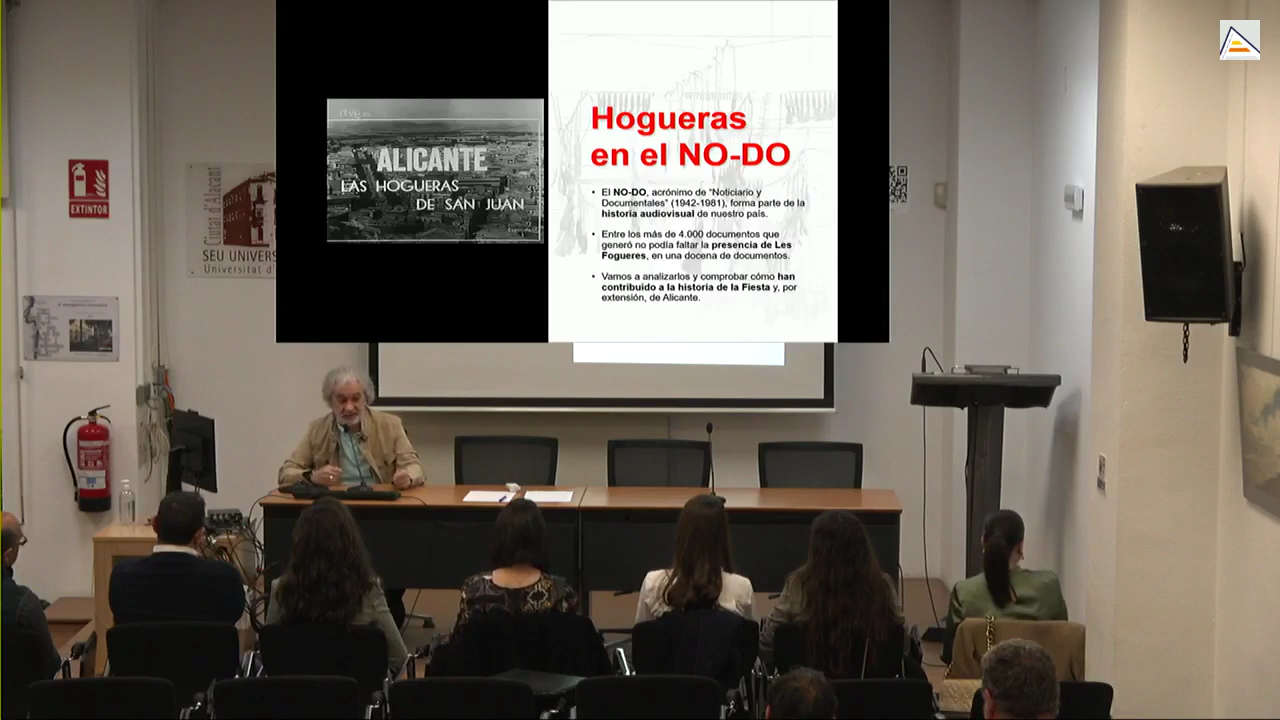 rtve
ALICANTE
LAS HOGUERAS
DE SAN JUAN
Hogueras
en el NO-DO
• El NO-DO, acrónimo de "Noticiario y
Documentales" (1942-1981), forma parte de la
historia audiovisual de nuestro país.
• Entre los más de 4.000 documentos que
generó no podía faltar la presencia de Les
Fogueres, en una docena de documentos.
• Vamos a analizarlos y comprobar cómo han
contribuido a la historia de la Fiesta y, por
extensión, de Alicante.
EXTINTOR
Ciutat d'Alacant
SEU UNIVERS
Universitat d'